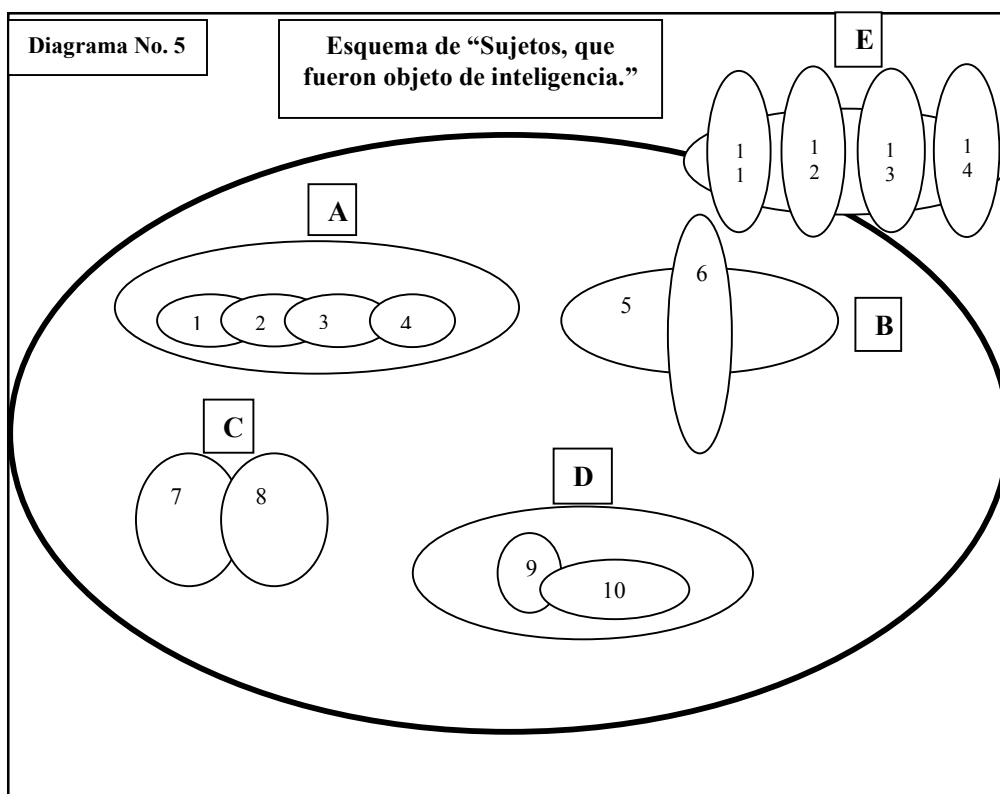 Diagrama No. 5
Esquema de “Sujetos, que
fueron objeto de inteligencia.”
E
1 1 1 1
1 2 3 4
A
6
5
B
1 2 3 4
C
7 8
D
9
10